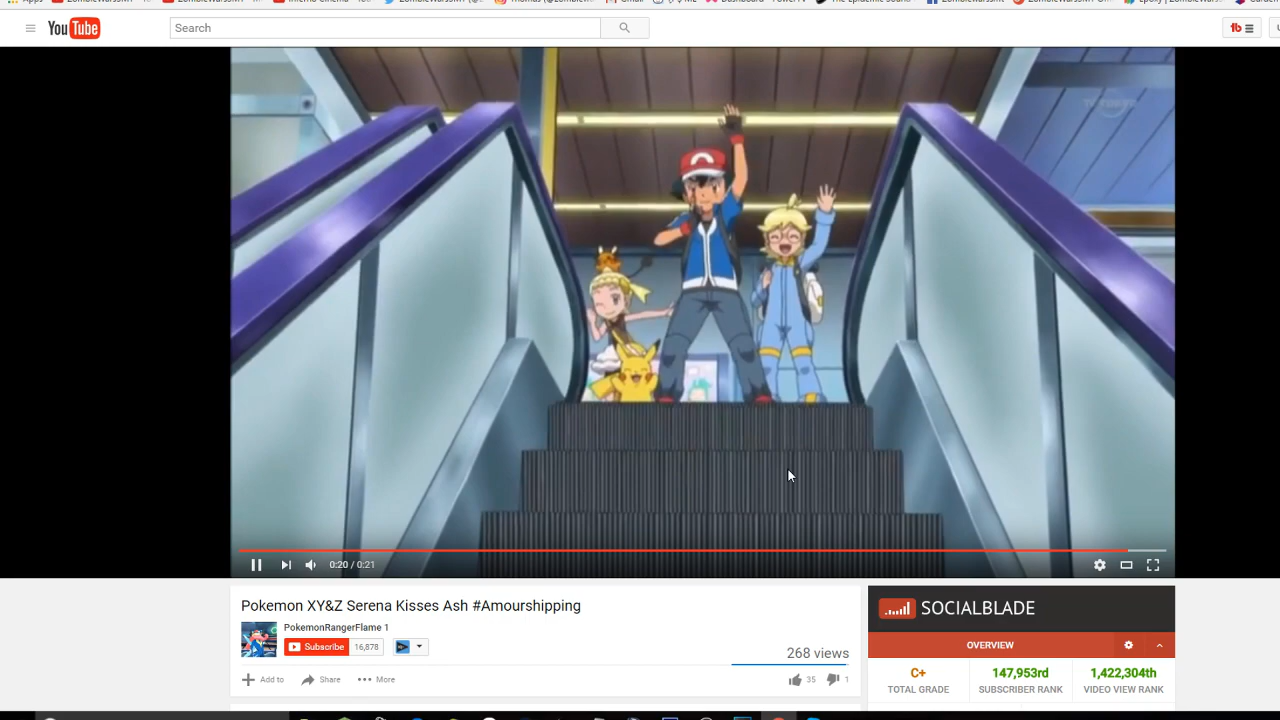 Apps
YouTube
Search
0:20 / 0:21
Pokemon XY&Z Serena Kisses Ash #Amourshipping
PokemonRangerFlame 1
Subscribe 16,878
268 views
Add to Share More
35 1
SOCIALBLADE
OVERVIEW
C+ 147,953rd 1,422,304th
TOTAL GRADE SUBSCRIBER RANK VIDEO VIEW RANK